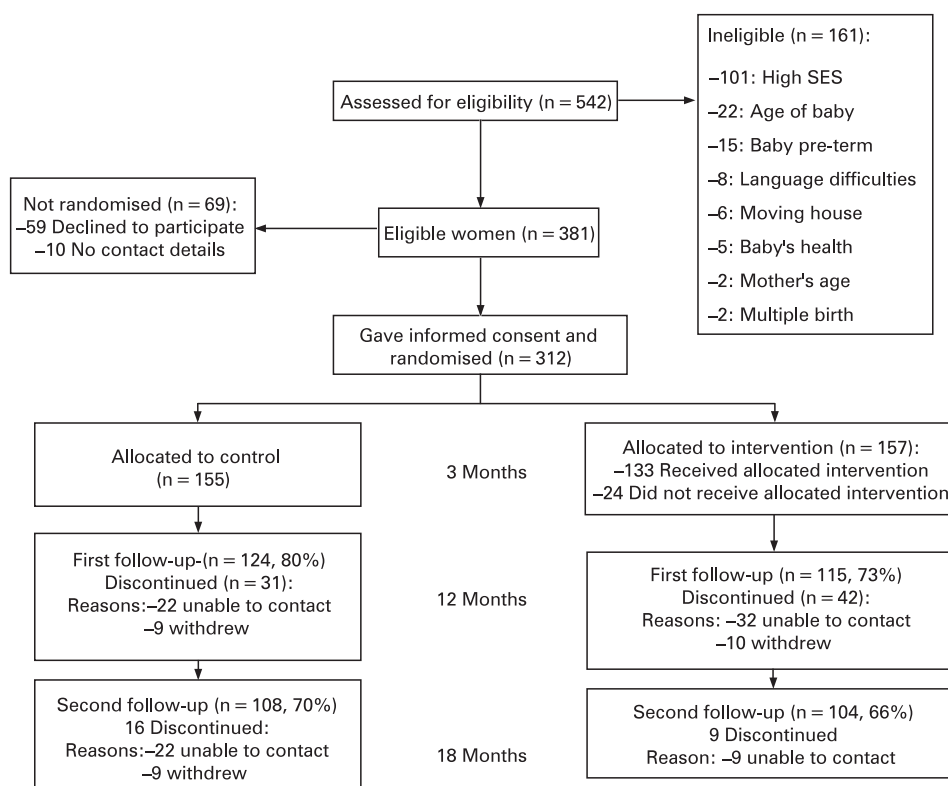 Ineligible (n = 161):
–101: High SES
–22: Age of baby
–15: Baby pre-term
–8: Language difficulties
–6: Moving house
–5: Baby's health
–2: Mother's age
–2: Multiple birth
Assessed for eligibility (n = 542)
Not randomised (n = 69):
–59 Declined to participate
–10 No contact details
Eligible women (n = 381)
Gave informed consent and
randomised (n = 312)
Allocated to control
(n = 155)
3 Months
Allocated to intervention (n = 157):
–133 Received allocated intervention
–24 Did not receive allocated intervention
First follow-up-(n = 124, 80%)
Discontinued (n = 31):
Reasons:–22 unable to contact
–9 withdrew
12 Months
First follow-up (n = 115, 73%)
Discontinued (n = 42):
Reasons: –32 unable to contact
–10 withdrew
Second follow-up (n = 108, 70%)
16 Discontinued:
Reasons:–22 unable to contact
–9 withdrew
18 Months
Second follow-up (n = 104, 66%)
9 Discontinued
Reason: –9 unable to contact